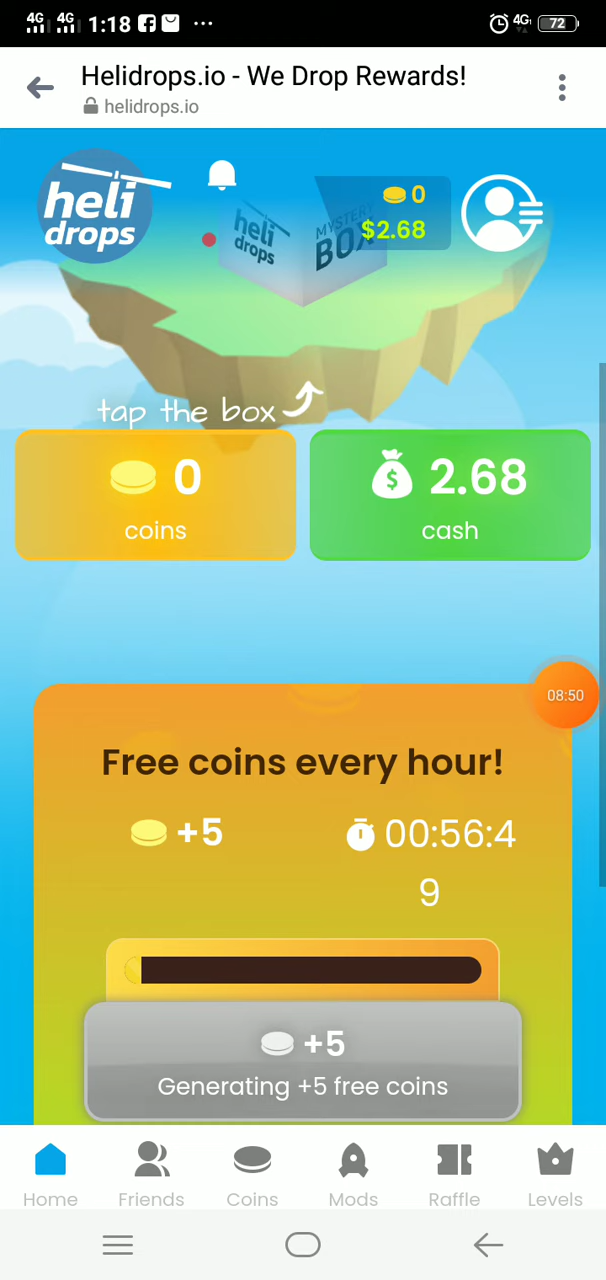 4G 4G 1:18 ... 4G 72
Helidrops.io - We Drop Rewards!
helidrops.io
heli
drops
heli
drops
MYSTERY
BOX
0
$2.68
tap the box
0
coins
$ 2.68
cash
08:50
Free coins every hour!
+5
00:56:4
9
+5
Generating +5 free coins
Home Friends Coins Mods Raffle Levels